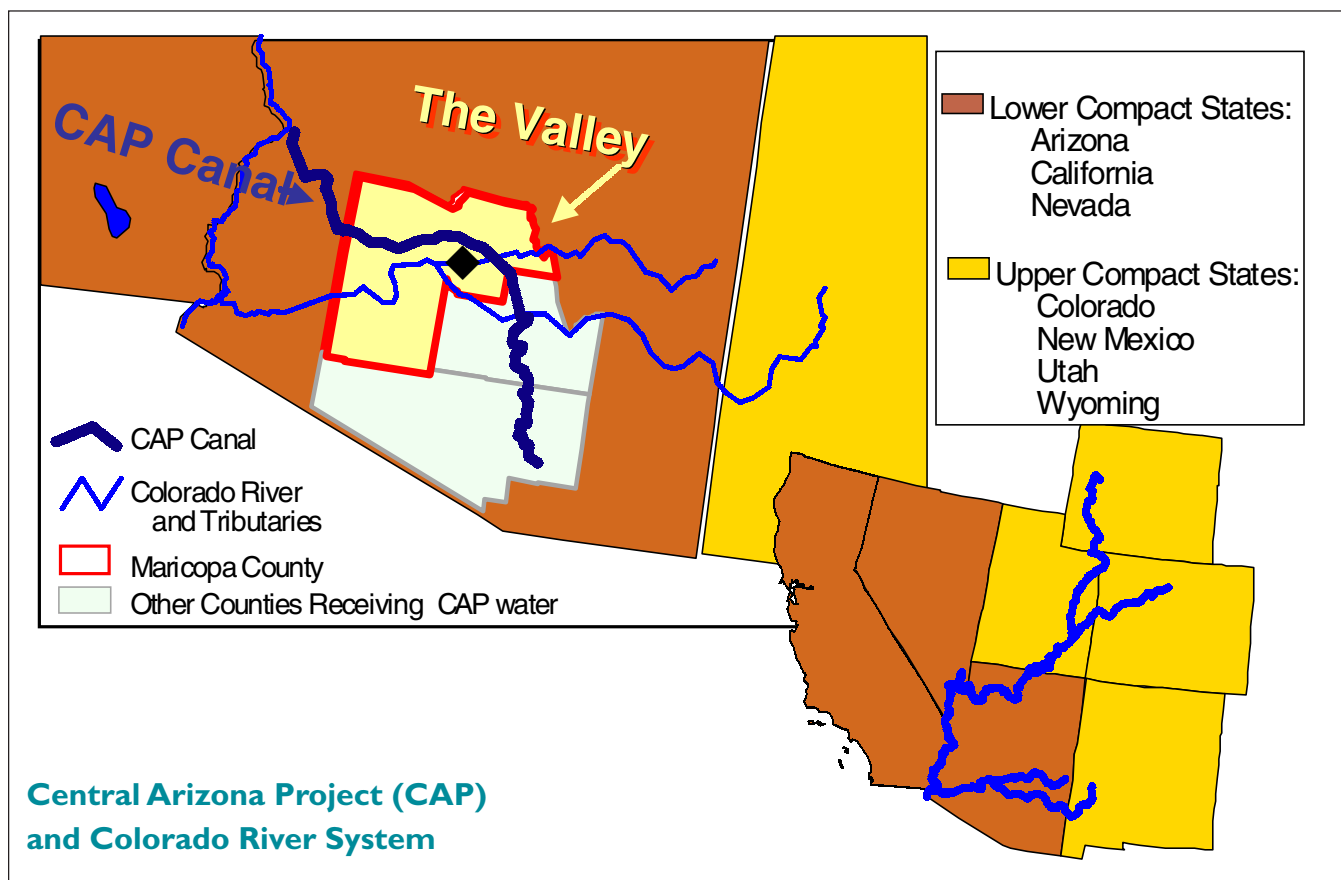 CAP Canal
The Valley
Lower Compact States:
Arizona
California
Nevada
Upper Compact States:
Colorado
New Mexico
Utah
Wyoming
CAP Canal
Colorado River
and Tributaries
Maricopa County
Other Counties Receiving CAP water
Central Arizona Project (CAP)
and Colorado River System